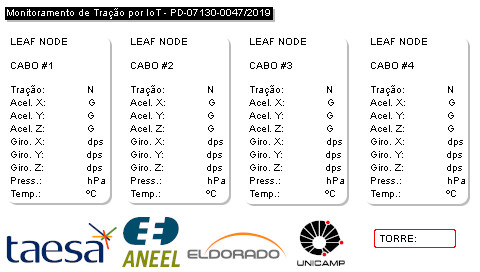 Monitoramento de Tração por IoT - PD-07130-0047/2019
LEAF NODE
CABO #1
Tração: N
Acel. X: G
Acel. Y: G
Acel. Z: G
Giro. X: dps
Giro. Y: dps
Giro. Z: dps
Press.: hPa
Temp.: ºC
LEAF NODE
CABO #2
Tração: N
Acel. X: G
Acel. Y: G
Acel. Z: G
Giro. X: dps
Giro. Y: dps
Giro. Z: dps
Press.: hPa
Temp.: ºC
LEAF NODE
CABO #3
Tração: N
Acel. X: G
Acel. Y: G
Acel. Z: G
Giro. X: dps
Giro. Y: dps
Giro. Z: dps
Press.: hPa
Temp.: ºC
LEAF NODE
CABO #4
Tração: N
Acel. X: G
Acel. Y: G
Acel. Z: G
Giro. X: dps
Giro. Y: dps
Giro. Z: dps
Press.: hPa
Temp.: ºC
taesa
ANEEL
ELDORADO
UNICAMP
TORRE: